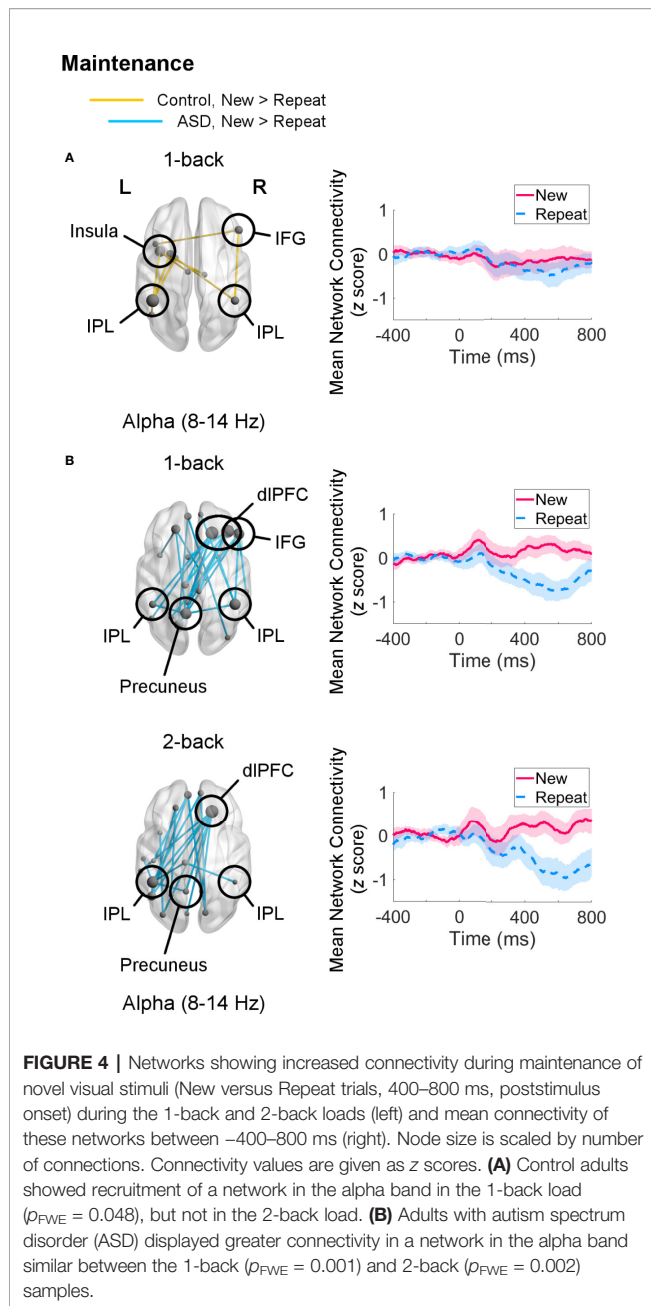 Maintenance
Control, New > Repeat
ASD, New > Repeat
A
1-back
L R
Insula
IFG
IPL
IPL
Alpha (8-14 Hz)
New
Repeat
Mean Network Connectivity
(z score)
1
0
-1
-400 0 400 800
Time (ms)
B
1-back
dlPFC
IFG
IPL
IPL
Precuneus
New
Repeat
Mean Network Connectivity
(z score)
1
0
-1
-400 0 400 800
Time (ms)
2-back
dlPFC
IPL
IPL
Precuneus
Alpha (8-14 Hz)
New
Repeat
Mean Network Connectivity
(z score)
1
0
-1
-400 0 400 800
Time (ms)
FIGURE 4 | Networks showing increased connectivity during maintenance of
novel visual stimuli (New versus Repeat trials, 400–800 ms, poststimulus
onset) during the 1-back and 2-back loads (left) and mean connectivity of
these networks between −400–800 ms (right). Node size is scaled by number
of connections. Connectivity values are given as z scores. (A) Control adults
showed recruitment of a network in the alpha band in the 1-back load
(pFWE = 0.048), but not in the 2-back load. (B) Adults with autism spectrum
disorder (ASD) displayed greater connectivity in a network in the alpha band
similar between the 1-back (pFWE = 0.001) and 2-back (pFWE = 0.002)
samples.